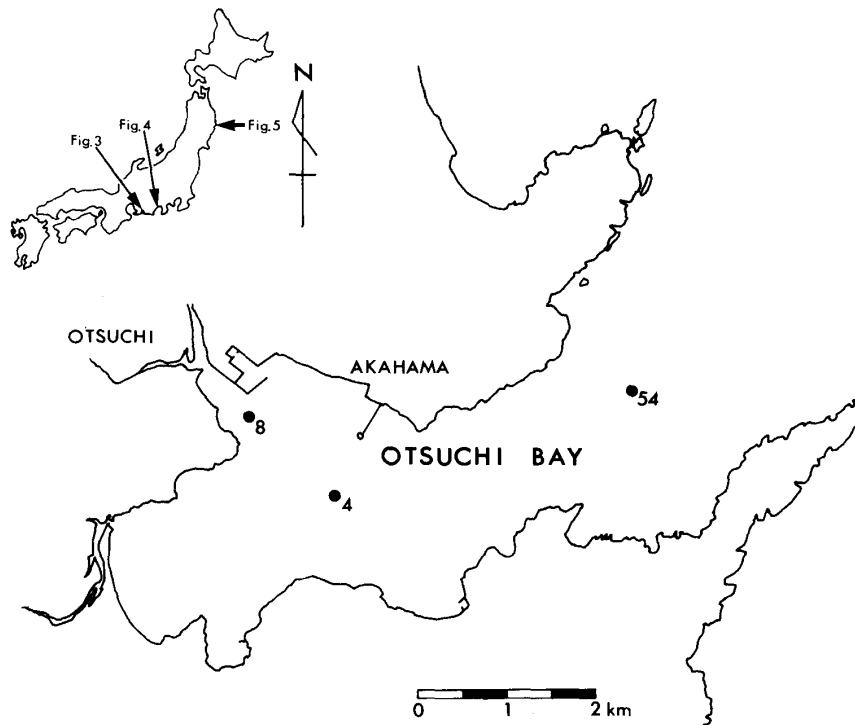 N
Fig.4
Fig.3
Fig.5
OTSUCHI
AKAHAMA
54
8
OTSUCHI BAY
4
0 1 2 km